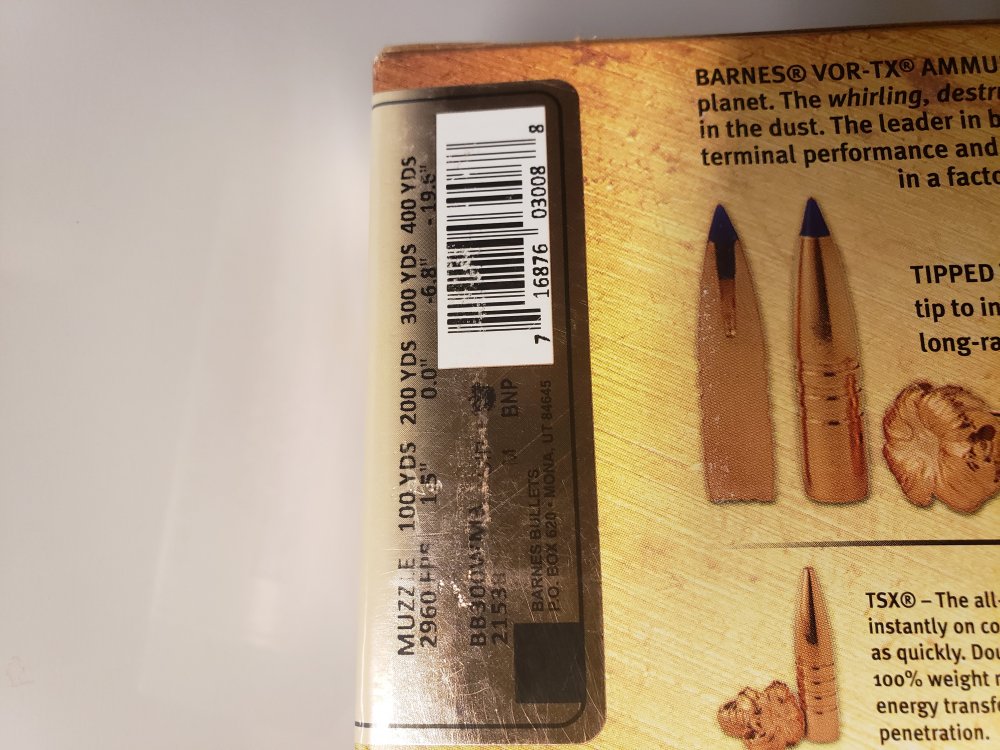 MUZZLE 100 YDS 200 YDS 300 YDS 400 YDS
2960 fps 1.5" 0.0" -6.8" -19.5"
M BNP
BARNES BULLETS
P.O. BOX 620 • MONA, UT 84645
7 16876 03008 8
BARNES® VOR-TX® AMMU
planet. The whirling, destr
in the dust. The leader in b
terminal performance and
in a facto
TIPPED
tip to in
long-ra
TSX® – The all-
instantly on co
as quickly. Dou
100% weight r
energy transfe
penetration.